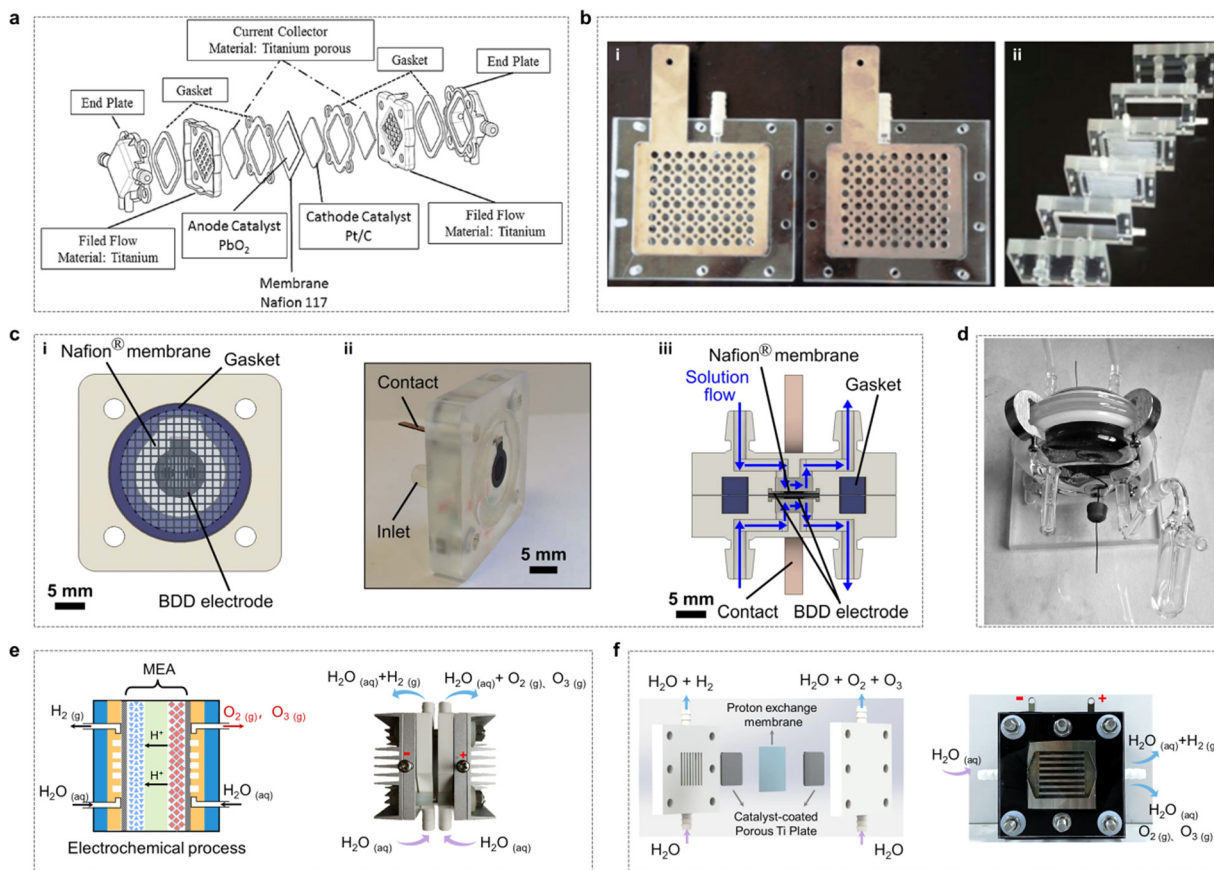 a
Current Collector
Material: Titanium porous
Gasket
Gasket
End Plate
End Plate
Filed Flow
Material: Titanium
Anode Catalyst
PbO₂
Cathode Catalyst
Pt/C
Filed Flow
Material: Titanium
Membrane
Nafion 117
b
i
ii
c
i
Nafion® membrane
Gasket
BDD electrode
5 mm
ii
Contact
Inlet
5 mm
iii
Nafion® membrane
Solution
flow
Gasket
5 mm
Contact
BDD electrode
d
e
MEA
H₂ (g)
O₂ (g)、O₃ (g)
H⁺
H⁺
H₂O (aq)
H₂O (aq)
Electrochemical process
H₂O (aq)+H₂ (g)
H₂O (aq)+ O₂ (g)、O₃ (g)
-
+
H₂O (aq)
H₂O (aq)
f
H₂O + H₂
H₂O + O₂ + O₃
Proton exchange
membrane
Catalyst-coated
Porous Ti Plate
H₂O
H₂O
-
+
H₂O (aq)
H₂O (aq)+H₂ (g)
H₂O (aq)
O₂ (g)、O₃ (g)